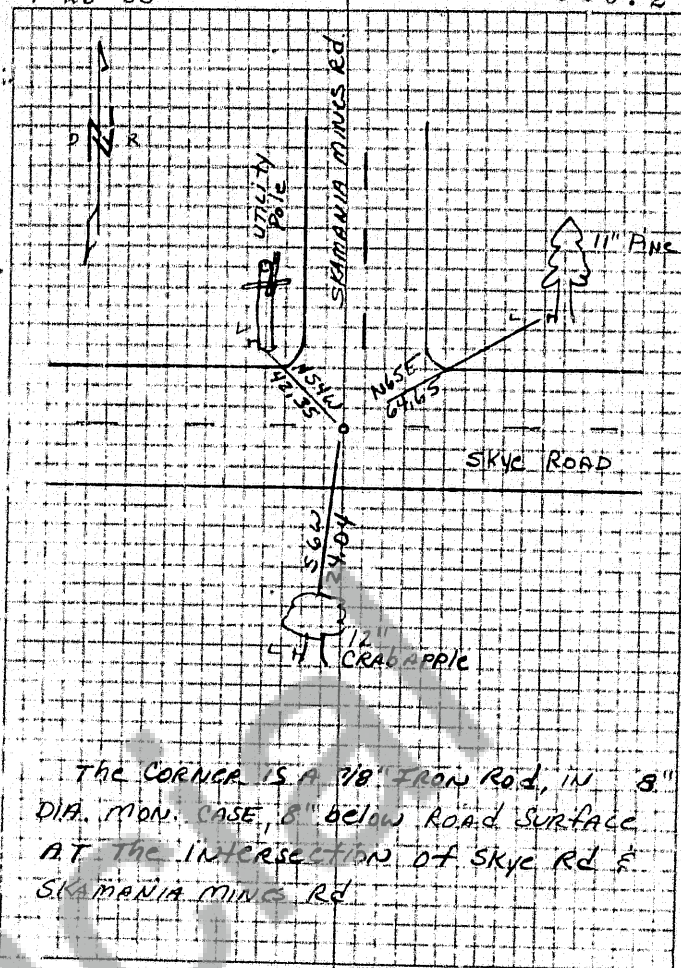 D R
UTILITY
POLE
SKAMANIA MINES Rd.
11" PINE
N54W
42.35
N65E
64.65
SKYE ROAD
S6W
24.04
12"
CRABAPPLE
The CORNER IS A 7/8" IRON ROd, IN 8"
DIA. MON. CASE, 8" below ROAD SURFACE
AT The INTERSECTION Of SKYe Rd &
SKAMANIA MINES Rd